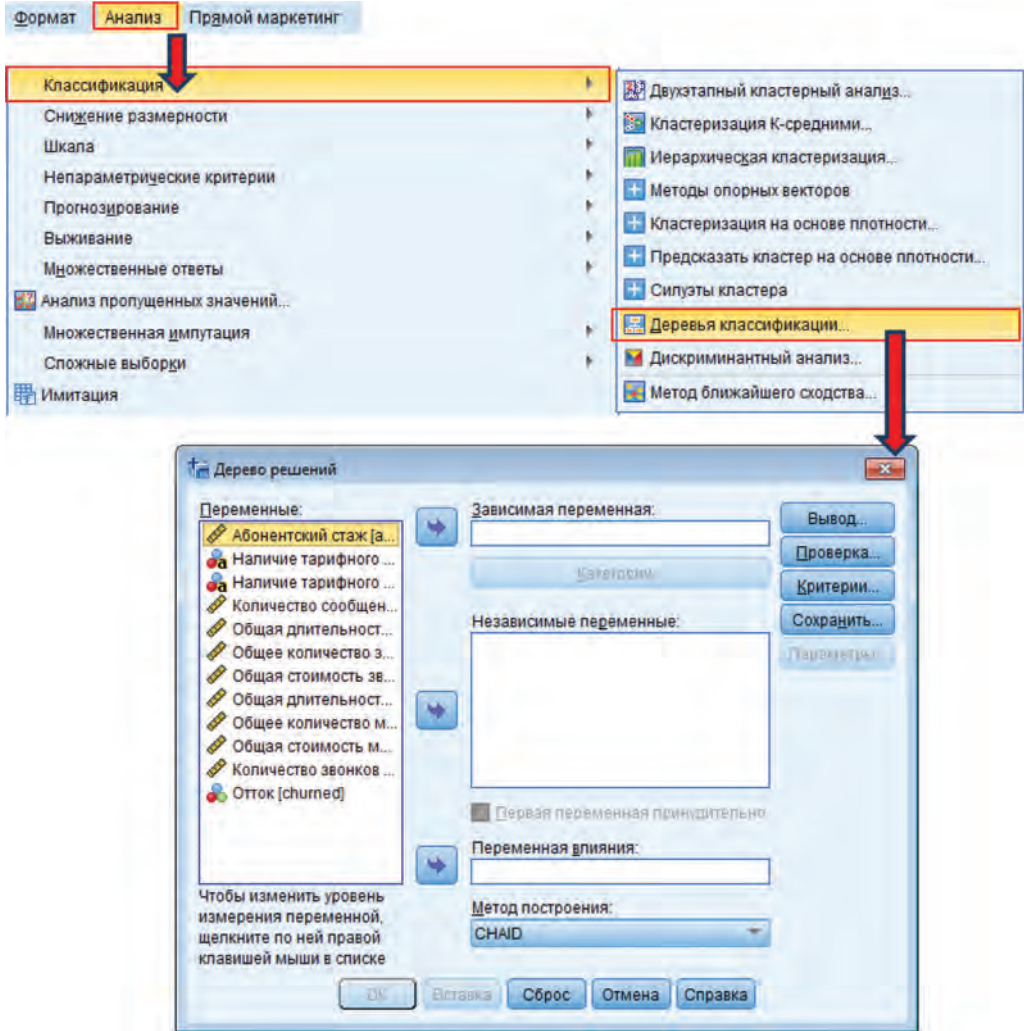 Формат Анализ Прямой маркетинг
Классификация
Снижение размерности
Шкала
Непараметрические критерии
Прогнозирование
Выживание
Множественные ответы
Анализ пропущенных значений...
Множественная импутация
Сложные выборки
Имитация
Двухэтапный кластерный анализ...
Кластеризация К-средними...
Иерархическая кластеризация...
Методы опорных векторов
Кластеризация на основе плотности...
Предсказать кластер на основе плотности...
Силуэты кластера
Деревья классификации...
Дискриминантный анализ...
Метод ближайшего сходства...
Дерево решений
Переменные:
Абонентский стаж [а...
Наличие тарифного ...
Наличие тарифного ...
Количество сообщен...
Общая длительност...
Общее количество з...
Общая стоимость зв...
Общая длительност...
Общее количество м...
Общая стоимость м...
Количество звонков ...
Отток [churned]
Чтобы изменить уровень
измерения переменной,
щелкните по ней правой
клавишей мыши в списке
Зависимая переменная:
Категории...
Независимые переменные:
Первая переменная принудительно
Переменная влияния:
Метод построения:
CHAID
Вывод...
Проверка...
Критерии...
Сохранить...
Параметры...
ОК Вставка Сброс Отмена Справка